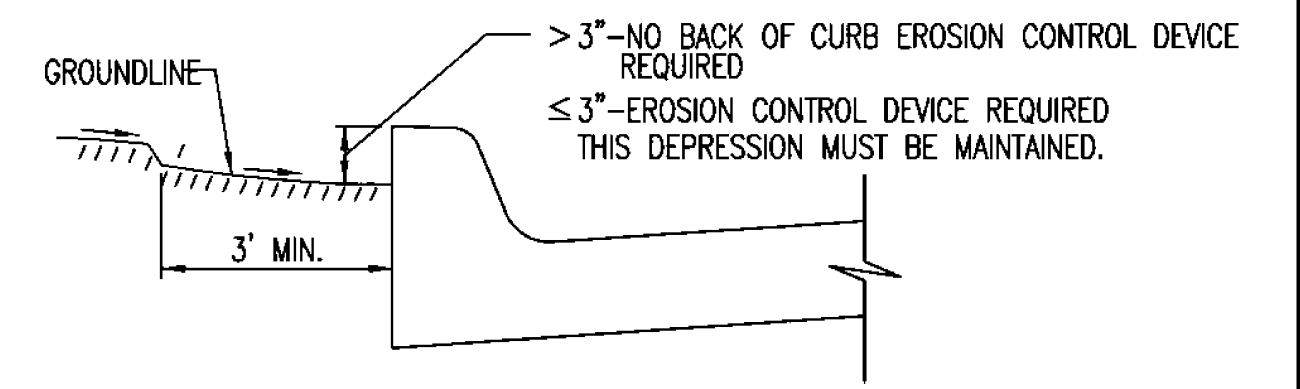 > 3"-NO BACK OF CURB EROSION CONTROL DEVICE
REQUIRED
≤ 3"-EROSION CONTROL DEVICE REQUIRED
THIS DEPRESSION MUST BE MAINTAINED.
GROUNDLINE
3' MIN.